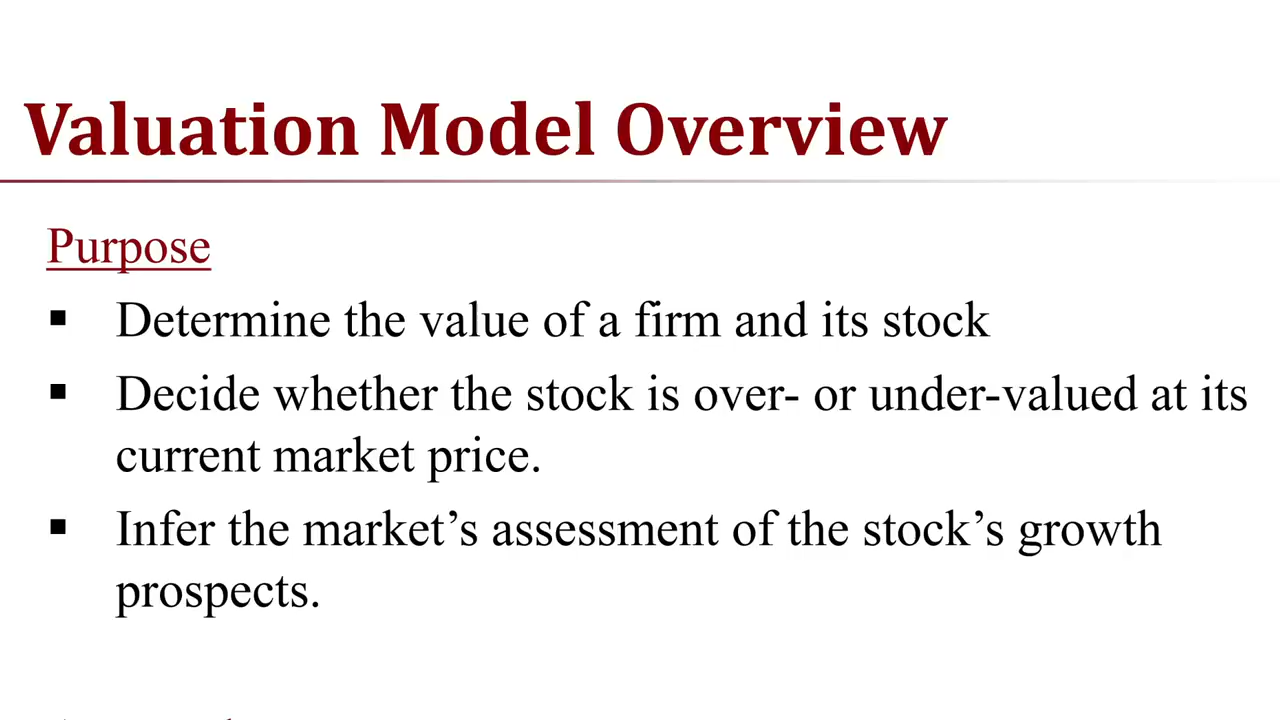 Valuation Model Overview
Purpose
▪ Determine the value of a firm and its stock
▪ Decide whether the stock is over- or under-valued at its
current market price.
▪ Infer the market’s assessment of the stock’s growth
prospects.